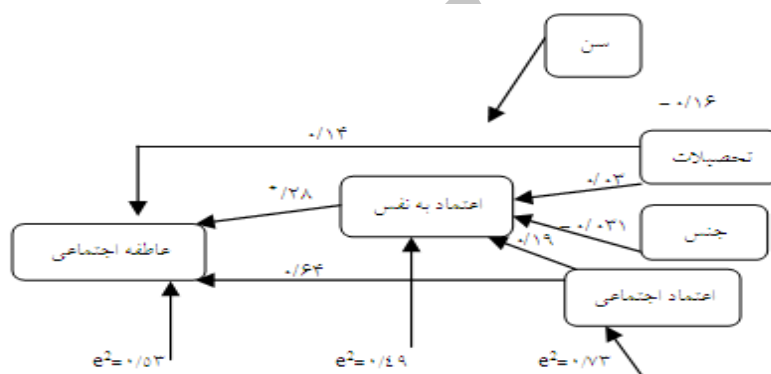 سن
- ۰/۱۶
۰/۱۴
تحصیلات
۰/۰۳
۰/۲۸
اعتماد به نفس
جنس
- ۰/۰۳۱
۰/۱۹
عاطفه اجتماعی
۰/۶۴
اعتماد اجتماعی
e²=۰/۵۳
e²=۰/٤۹
e²=۰/۷۳